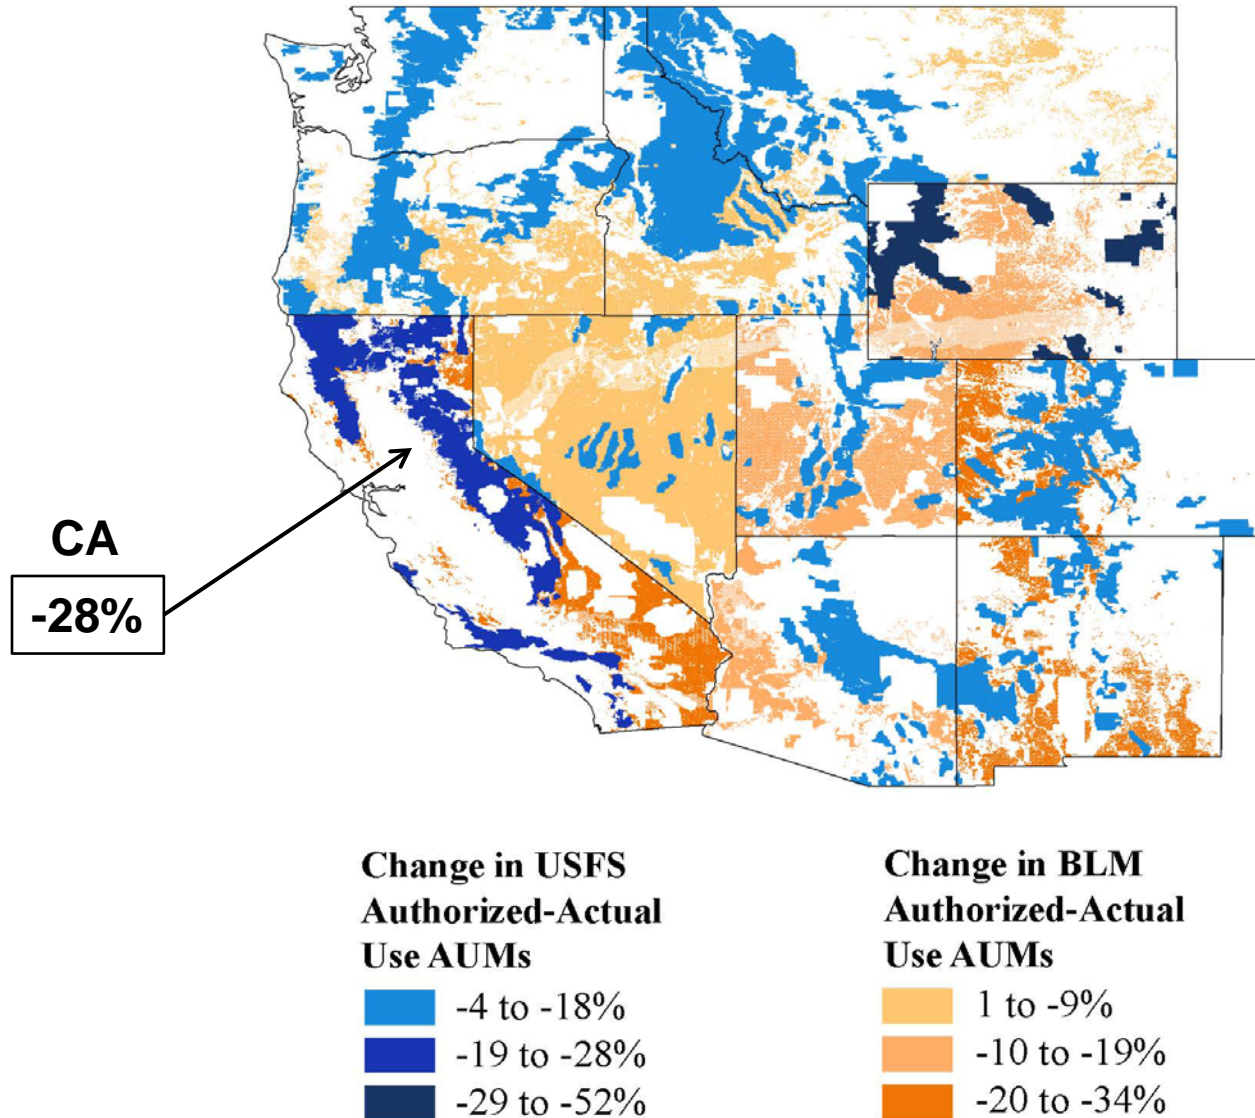 CA
-28%
Change in USFS
Authorized-Actual
Use AUMs
-4 to -18%
-19 to -28%
-29 to -52%
Change in BLM
Authorized-Actual
Use AUMs
1 to -9%
-10 to -19%
-20 to -34%